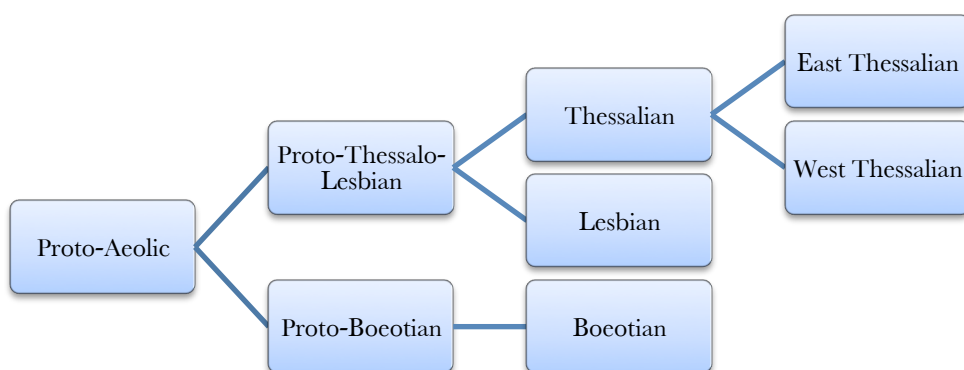 East Thessalian
Thessalian
Proto-Thessalo-
Lesbian
West Thessalian
Lesbian
Proto-Aeolic
Proto-Boeotian
Boeotian